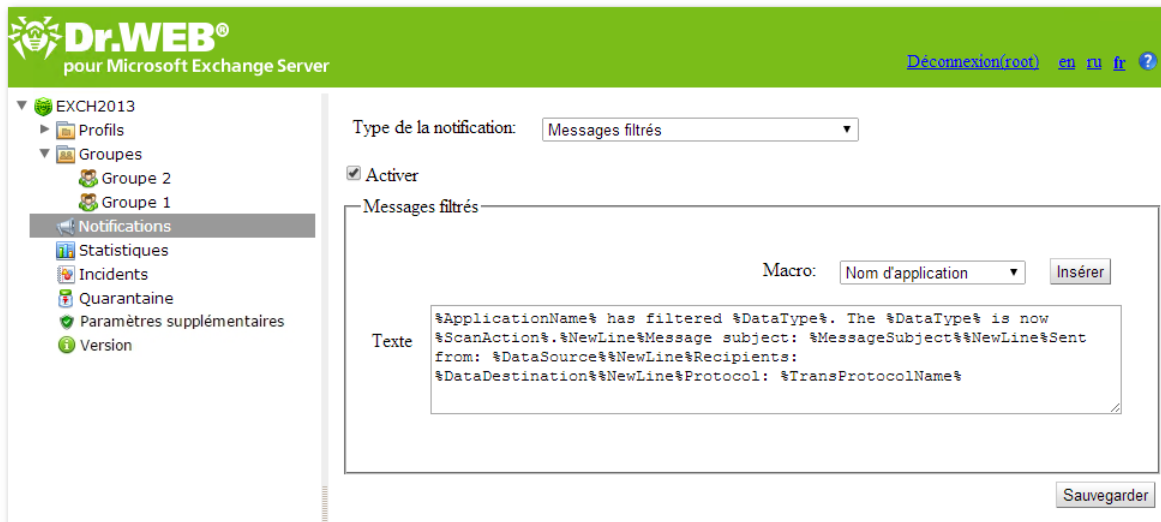 Dr.WEB®
pour Microsoft Exchange Server
Déconnexion(root) en ru fr ?
EXCH2013
Profils
Groupes
Groupe 2
Groupe 1
Notifications
Statistiques
Incidents
Quarantaine
Paramètres supplémentaires
Version
Type de la notification: Messages filtrés
Activer
Messages filtrés
Macro: Nom d'application Insérer
Texte
%ApplicationName% has filtered %DataType%. The %DataType% is now
%ScanAction%.%NewLine%Message subject: %MessageSubject%%NewLine%Sent
from: %DataSource%%NewLine%Recipients:
%DataDestination%%NewLine%Protocol: %TransProtocolName%
Sauvegarder